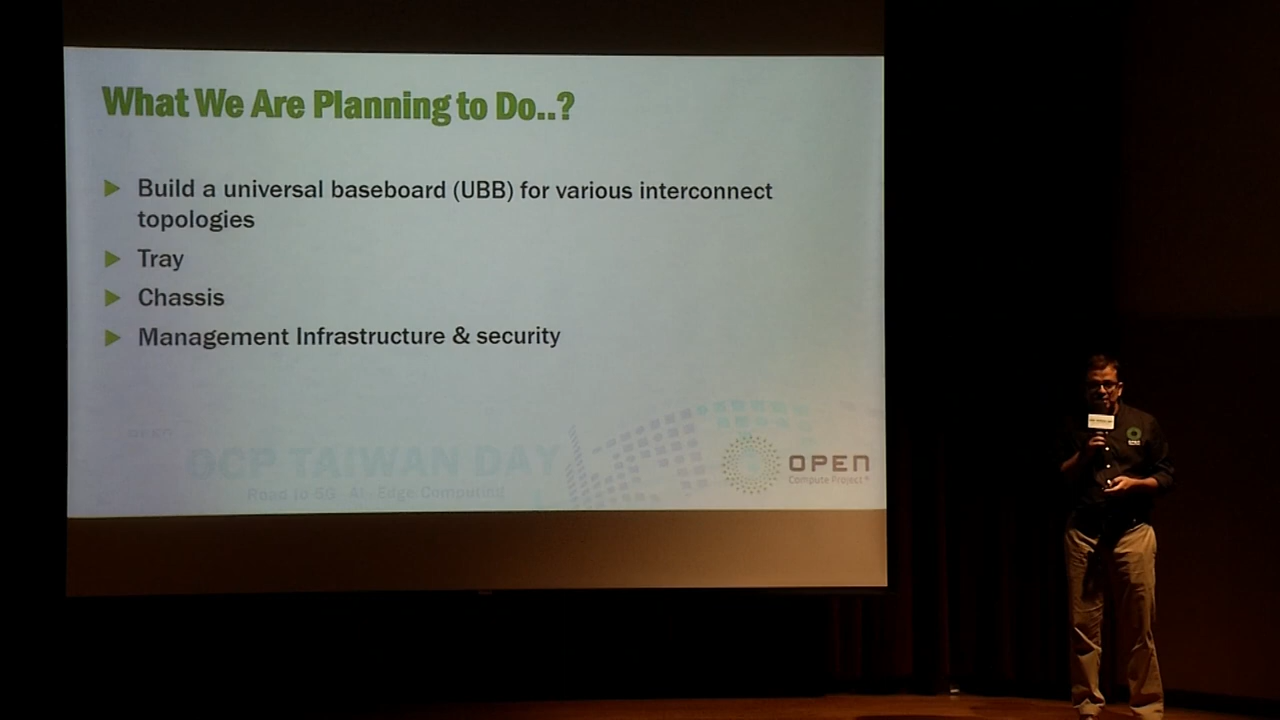 What We Are Planning to Do..?
Build a universal baseboard (UBB) for various interconnect
topologies
Tray
Chassis
Management Infrastructure & security
OCP TAIWAN DAY
Road to 5G AI Edge Computing
OPEN
Compute Project®